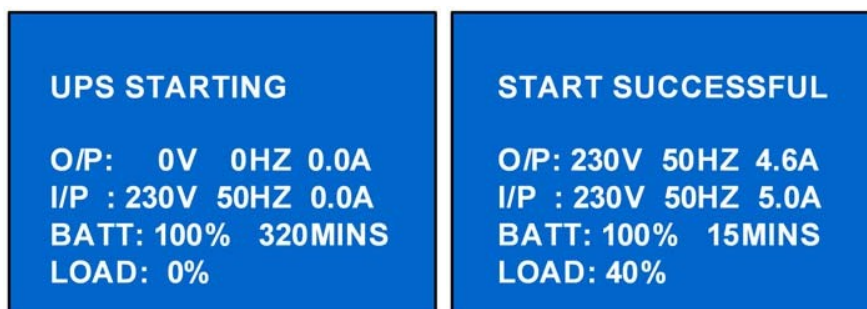 UPS STARTING
O/P: 0V 0HZ 0.0A
I/P : 230V 50HZ 0.0A
BATT: 100% 320MINS
LOAD: 0%
START SUCCESSFUL
O/P: 230V 50HZ 4.6A
I/P : 230V 50HZ 5.0A
BATT: 100% 15MINS
LOAD: 40%